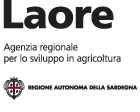 Laore
Agenzia regionale
per lo sviluppo in agricoltura
REGIONE AUTONOMA DELLA SARDEGNA